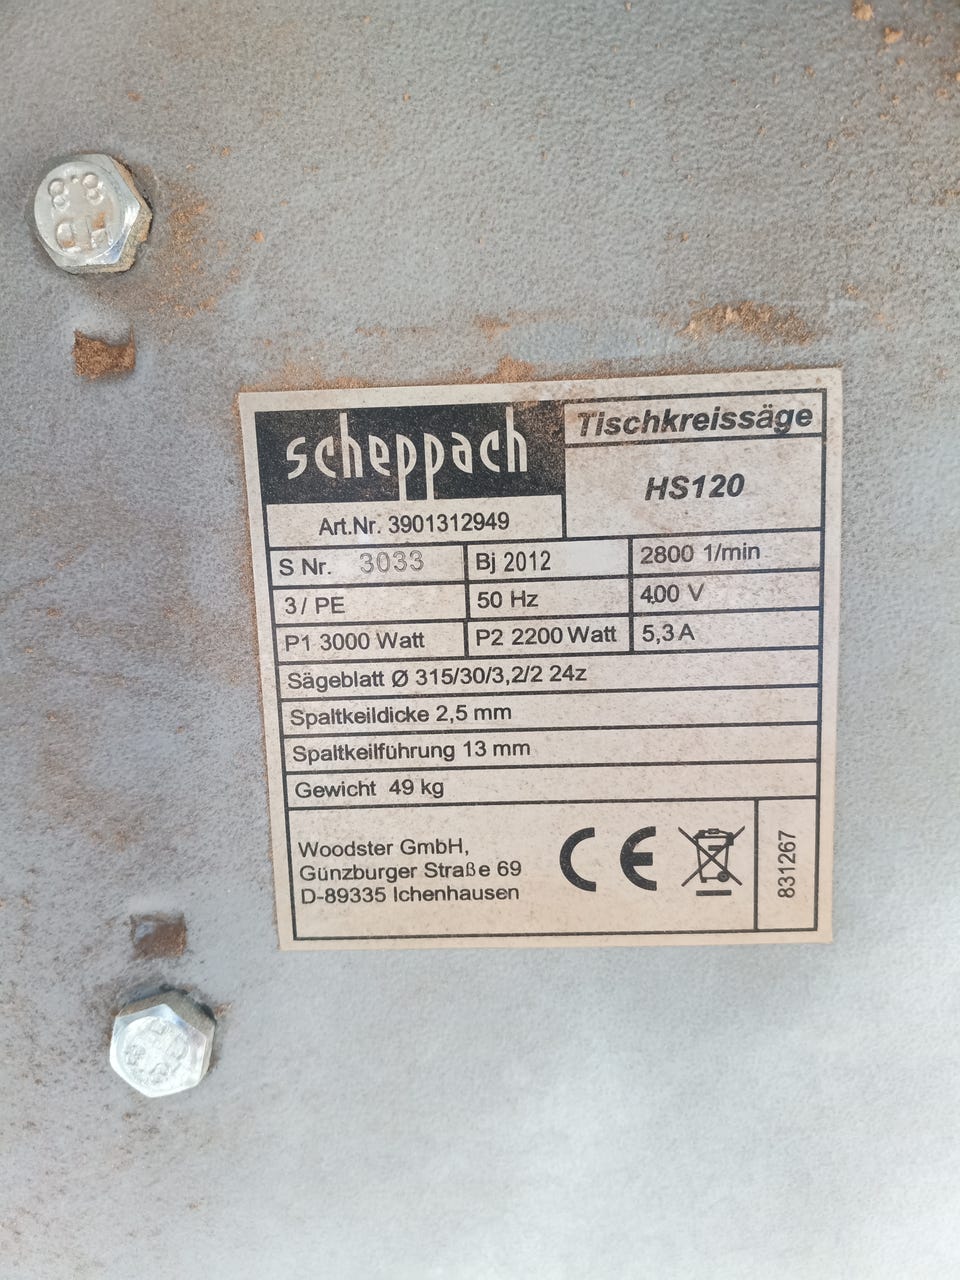 8.8
scheppach
Tischkreissäge
HS120
Art.Nr. 3901312949
S Nr. 3033
Bj 2012
2800 1/min
3 / PE
50 Hz
400 V
P1 3000 Watt
P2 2200 Watt
5,3 A
Sägeblatt Ø 315/30/3,2/2 24z
Spaltkeildicke 2,5 mm
Spaltkeilführung 13 mm
Gewicht 49 kg
Woodster GmbH,
Günzburger Straße 69
D-89335 Ichenhausen
CE
831267